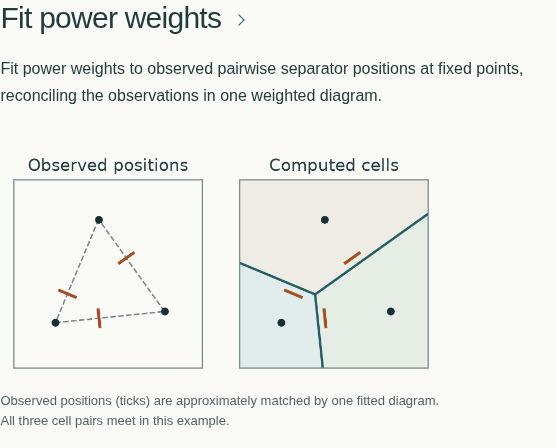 Fit power weights >
Fit power weights to observed pairwise separator positions at fixed points,
reconciling the observations in one weighted diagram.
Observed positions
Computed cells
Observed positions (ticks) are approximately matched by one fitted diagram.
All three cell pairs meet in this example.